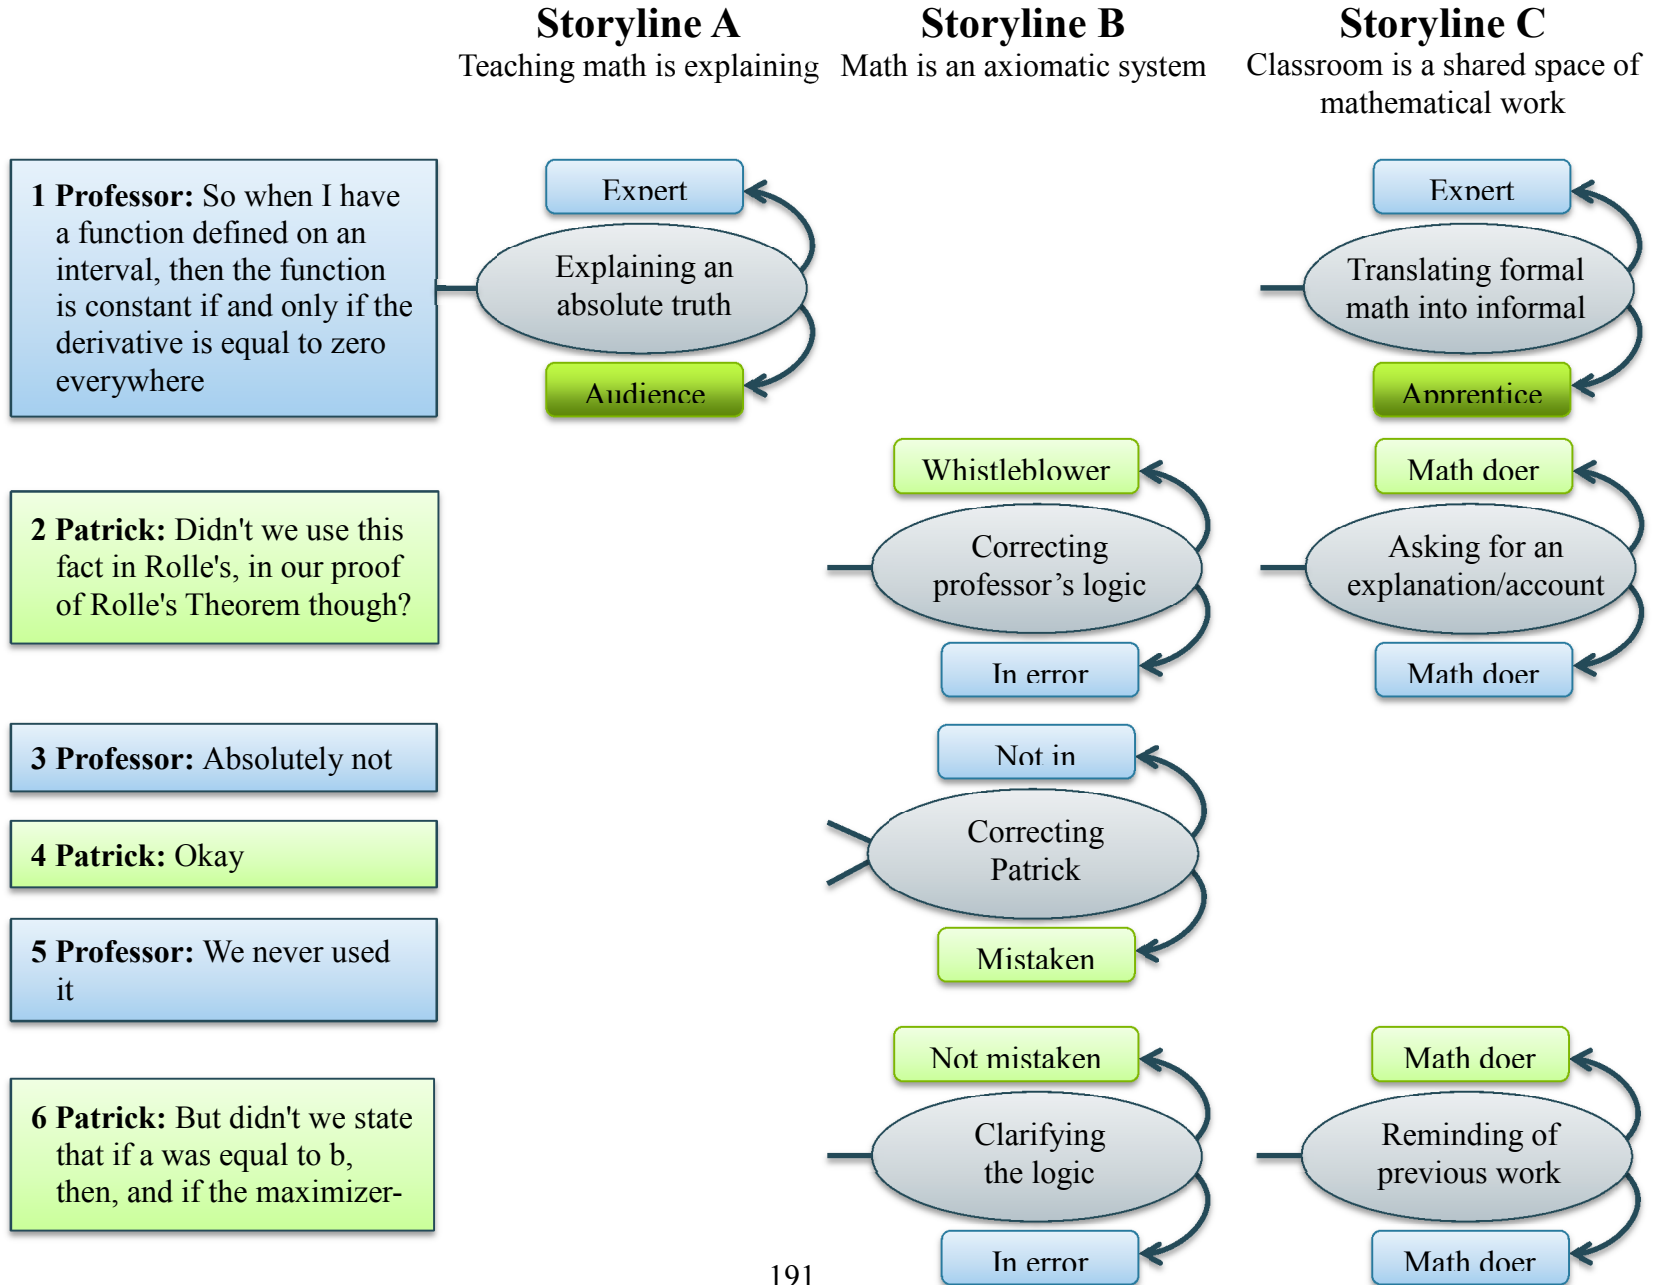 Storyline A
Teaching math is explaining
Storyline B
Math is an axiomatic system
Storyline C
Classroom is a shared space of
mathematical work
1 Professor: So when I have
a function defined on an
interval, then the function
is constant if and only if the
derivative is equal to zero
everywhere
Expert
Explaining an
absolute truth
Audience
Expert
Translating formal
math into informal
Apprentice
2 Patrick: Didn't we use this
fact in Rolle's, in our proof
of Rolle's Theorem though?
Whistleblower
Correcting
professor’s logic
In error
Math doer
Asking for an
explanation/account
Math doer
3 Professor: Absolutely not
4 Patrick: Okay
5 Professor: We never used
it
Not in
Correcting
Patrick
Mistaken
6 Patrick: But didn't we state
that if a was equal to b,
then, and if the maximizer-
Not mistaken
Clarifying
the logic
In error
Math doer
Reminding of
previous work
Math doer
191